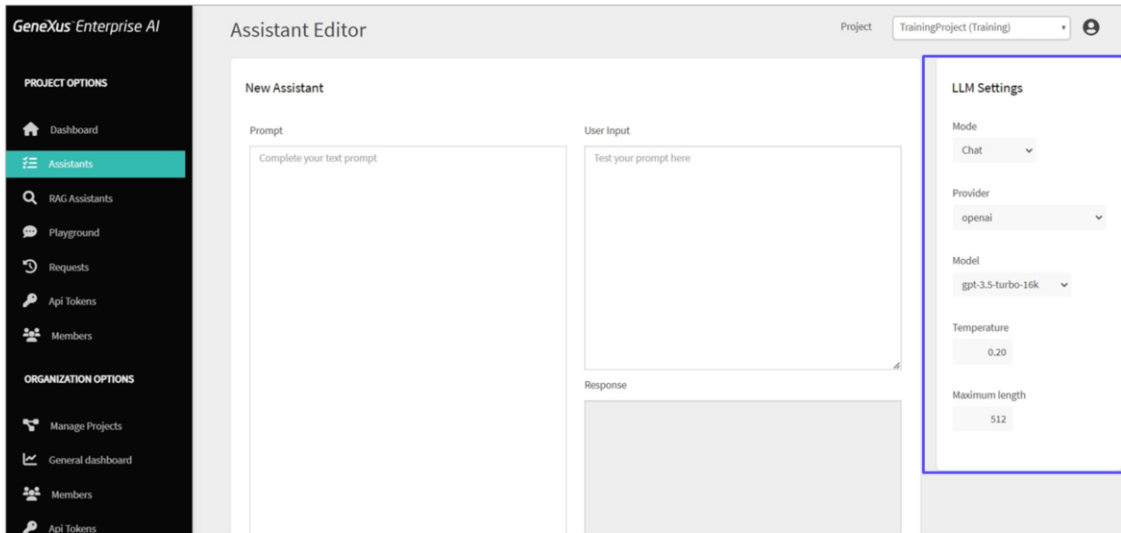 GeneXus™ Enterprise AI
PROJECT OPTIONS
Dashboard
Assistants
RAG Assistants
Playground
Requests
Api Tokens
Members
ORGANIZATION OPTIONS
Manage Projects
General dashboard
Members
Api Tokens
Assistant Editor
Project
TrainingProject (Training)
New Assistant
Prompt
Complete your text prompt
User Input
Test your prompt here
Response
LLM Settings
Mode
Chat
Provider
openai
Model
gpt-3.5-turbo-16k
Temperature
0.20
Maximum length
512